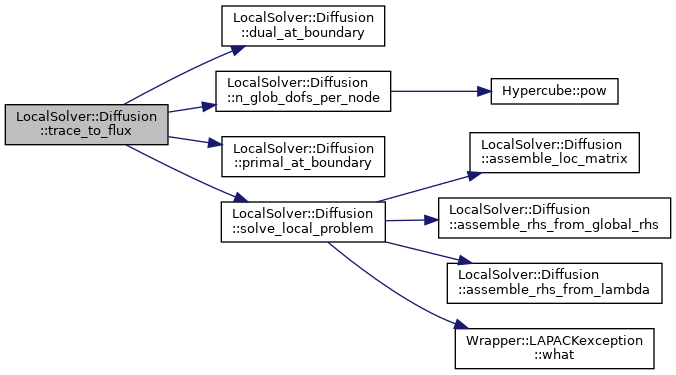 LocalSolver::Diffusion
::trace_to_flux
LocalSolver::Diffusion
::dual_at_boundary
LocalSolver::Diffusion
::n_glob_dofs_per_node
LocalSolver::Diffusion
::primal_at_boundary
LocalSolver::Diffusion
::solve_local_problem
Hypercube::pow
LocalSolver::Diffusion
::assemble_loc_matrix
LocalSolver::Diffusion
::assemble_rhs_from_global_rhs
LocalSolver::Diffusion
::assemble_rhs_from_lambda
Wrapper::LAPACKexception
::what